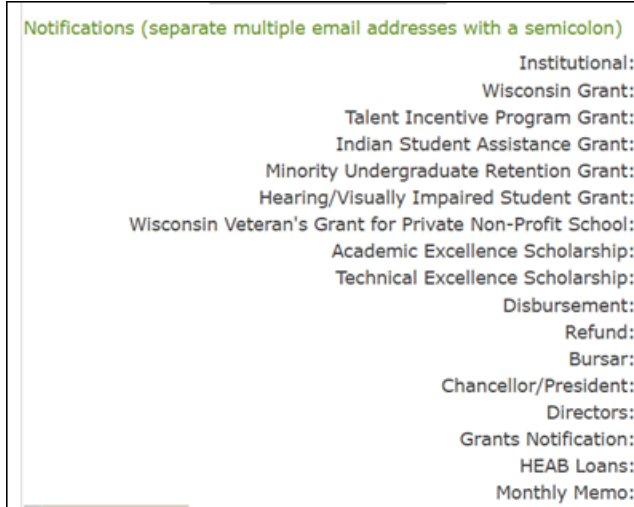 Notifications (separate multiple email addresses with a semicolon)
Institutional:
Wisconsin Grant:
Talent Incentive Program Grant:
Indian Student Assistance Grant:
Minority Undergraduate Retention Grant:
Hearing/Visually Impaired Student Grant:
Wisconsin Veteran's Grant for Private Non-Profit School:
Academic Excellence Scholarship:
Technical Excellence Scholarship:
Disbursement:
Refund:
Bursar:
Chancellor/President:
Directors:
Grants Notification:
HEAB Loans:
Monthly Memo: